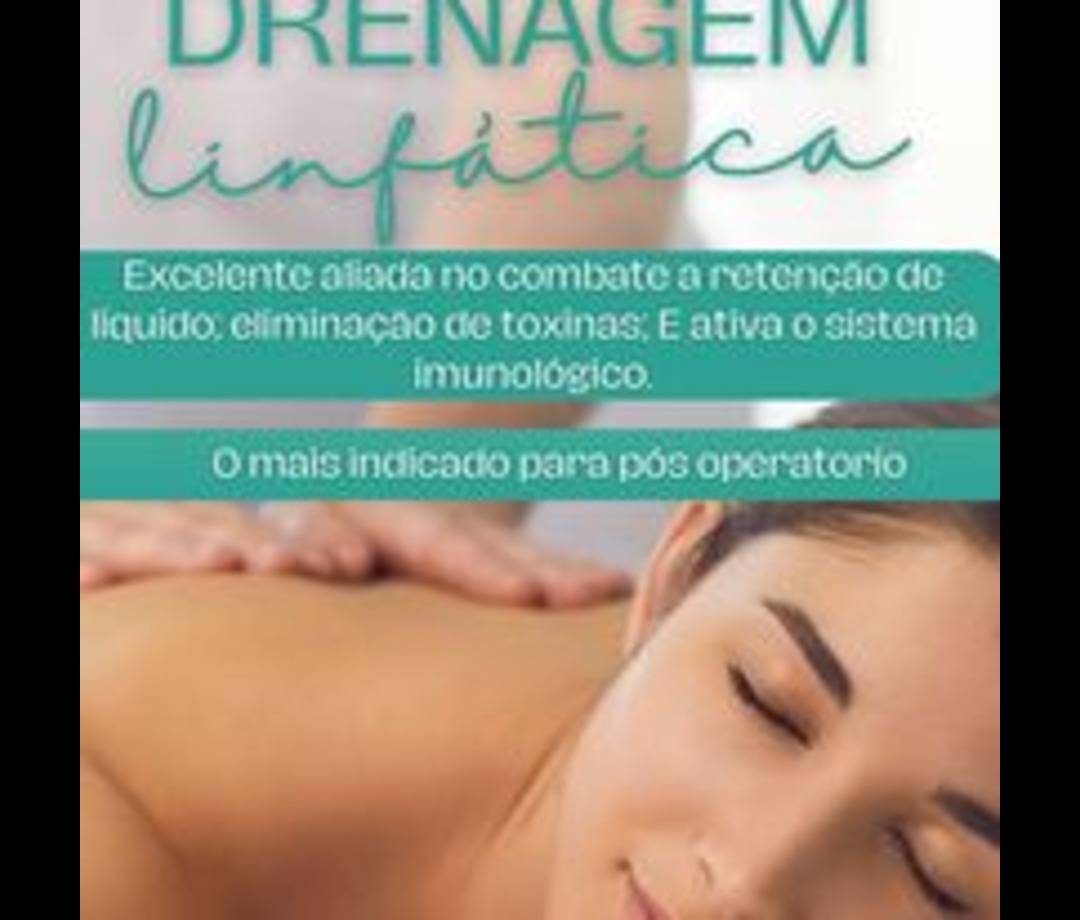 DRENAGEM
linfática
Excelente aliada no combate a retenção de
liquido; eliminação de toxinas; E ativa o sistema
imunológico.
O mais indicado para pós operatorio